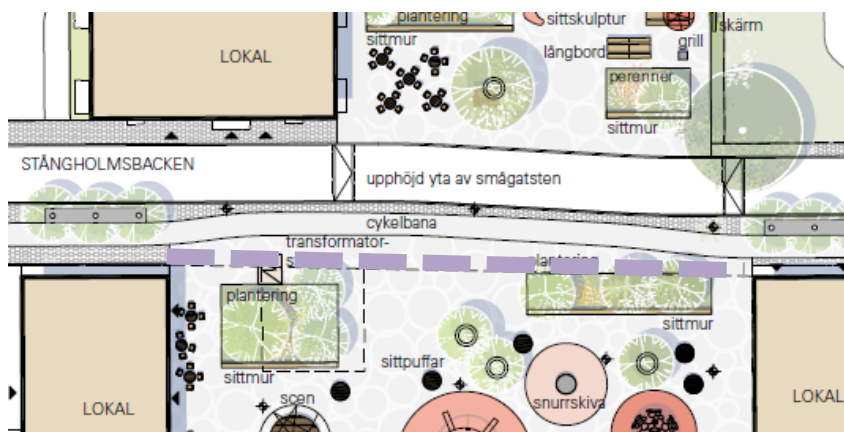 plantering
sittskulptur
skärm
sittmur
LOKAL
långbord
grill
perenner
sittmur
STÅNGHOLMSBACKEN
upphöjd yta av smågatsten
cykelbana
transformator-
plantering
plantering
sittmur
sittpuffar
sittmur
snurrskiva
scen
LOKAL
LOKAL